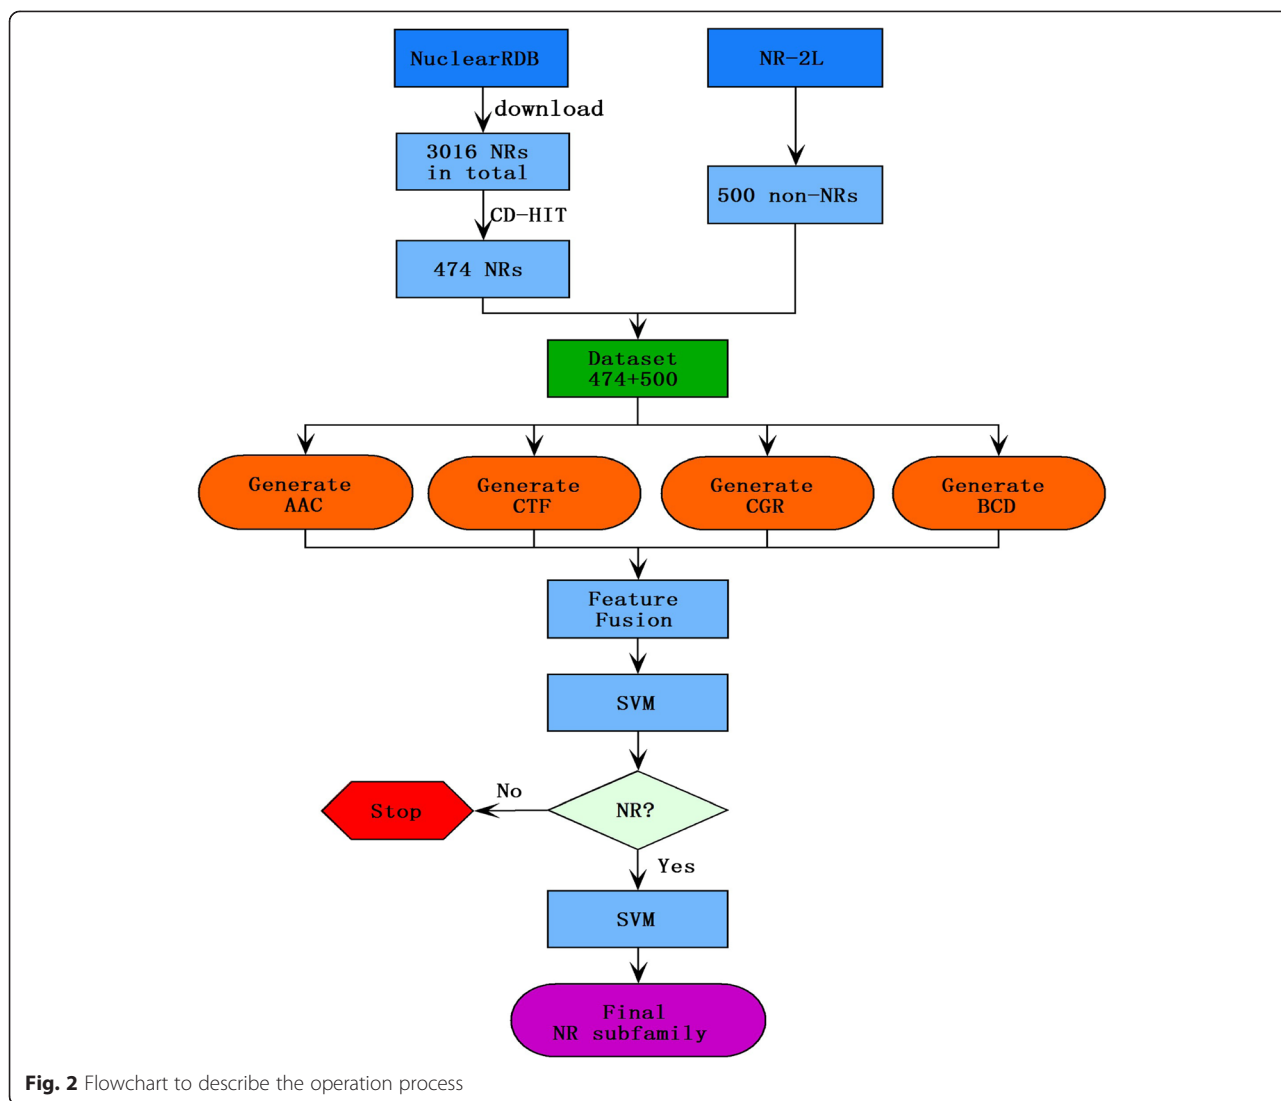 NuclearRDB
NR-2L
download
3016 NRs
in total
500 non-NRs
CD-HIT
474 NRs
Dataset
474+500
Generate
AAC
Generate
CTF
Generate
CGR
Generate
BCD
Feature
Fusion
SVM
NR?
No
Stop
Yes
SVM
Final
NR subfamily
Fig. 2 Flowchart to describe the operation process